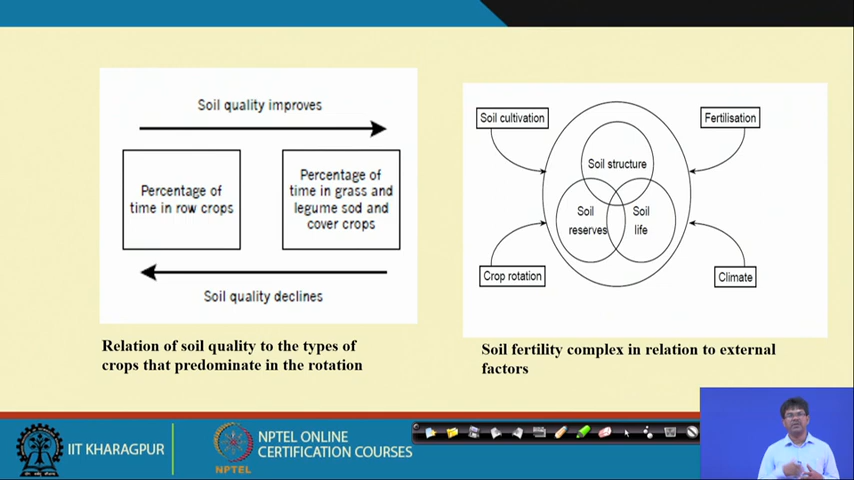 Soil quality improves
Percentage of
time in row crops
Percentage of
time in grass and
legume sod and
cover crops
Soil quality declines
Relation of soil quality to the types of
crops that predominate in the rotation
Soil cultivation
Fertilisation
Soil structure
Soil
reserves
Soil
life
Crop rotation
Climate
Soil fertility complex in relation to external
factors
IIT KHARAGPUR
NPTEL
NPTEL ONLINE
CERTIFICATION COURSES